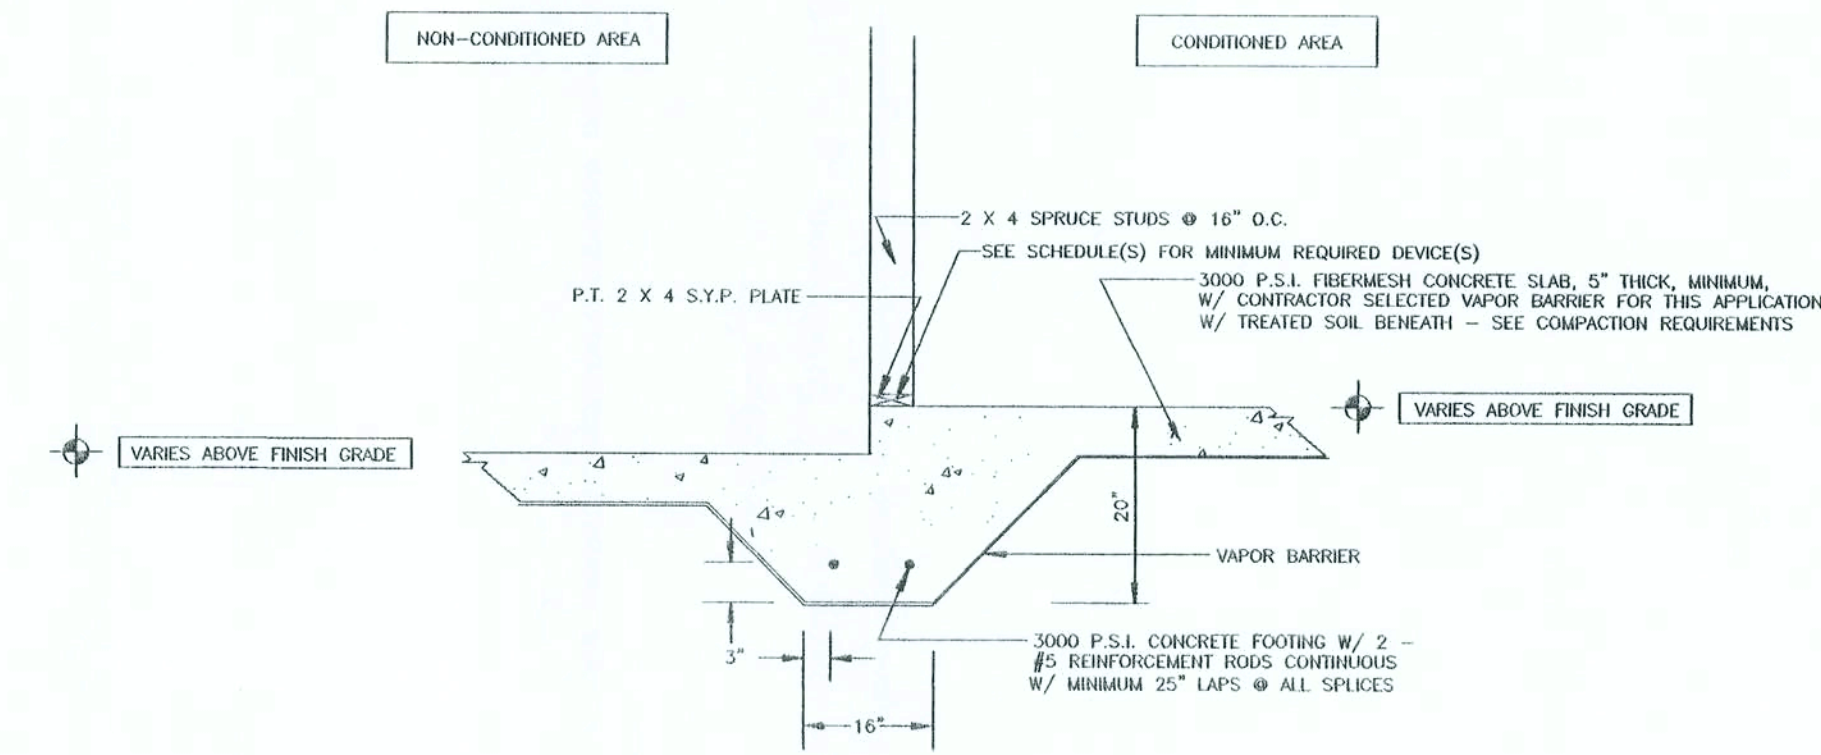 NON-CONDITIONED AREA
CONDITIONED AREA
2 X 4 SPRUCE STUDS @ 16" O.C.
SEE SCHEDULE(S) FOR MINIMUM REQUIRED DEVICE(S)
P.T. 2 X 4 S.Y.P. PLATE
3000 P.S.I. FIBERMESH CONCRETE SLAB, 5" THICK, MINIMUM,
W/ CONTRACTOR SELECTED VAPOR BARRIER FOR THIS APPLICATION
W/ TREATED SOIL BENEATH - SEE COMPACTION REQUIREMENTS
VARIES ABOVE FINISH GRADE
VARIES ABOVE FINISH GRADE
20"
VAPOR BARRIER
3"
3000 P.S.I. CONCRETE FOOTING W/ 2 -
#5 REINFORCEMENT RODS CONTINUOUS
W/ MINIMUM 25" LAPS @ ALL SPLICES
16"